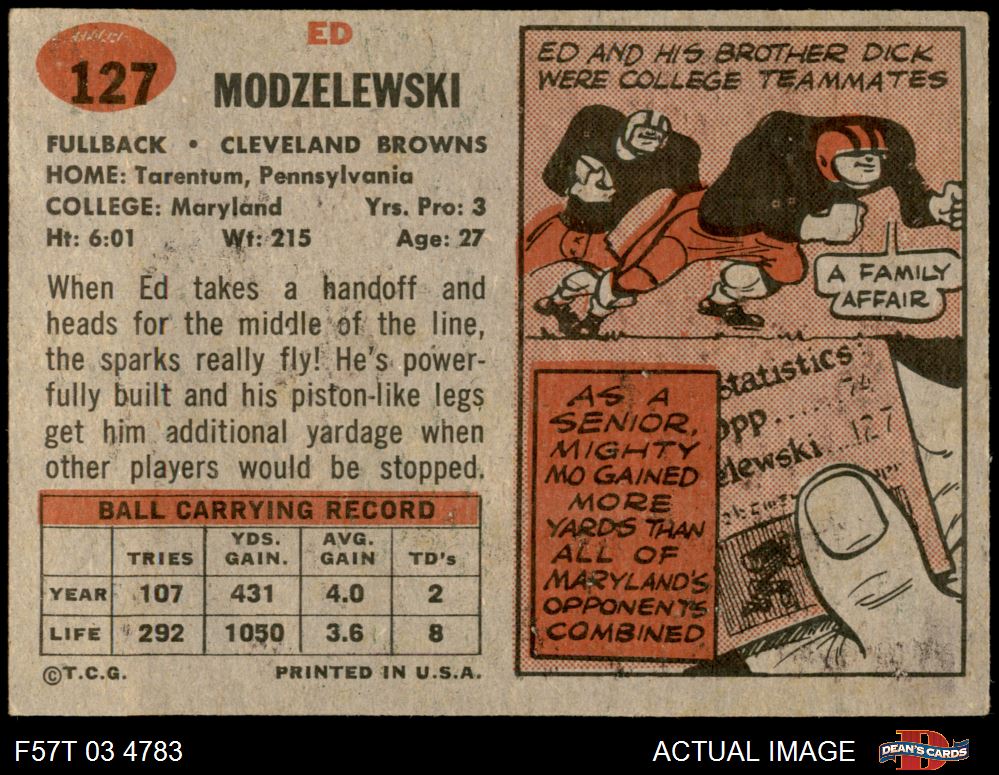 127
ED
MODZELEWSKI
FULLBACK • CLEVELAND BROWNS
HOME: Tarentum, Pennsylvania
COLLEGE: Maryland Yrs. Pro: 3
Ht: 6:01 Wt: 215 Age: 27
When Ed takes a handoff and
heads for the middle of the line,
the sparks really fly! He's power-
fully built and his piston-like legs
get him additional yardage when
other players would be stopped.
BALL CARRYING RECORD
TRIES YDS. GAIN. AVG. GAIN TD's
YEAR 107 431 4.0 2
LIFE 292 1050 3.6 8
©T.C.G. PRINTED IN U.S.A.
ED AND HIS BROTHER DICK
WERE COLLEGE TEAMMATES
A FAMILY
AFFAIR
AS A
SENIOR,
MIGHTY
MO GAINED
MORE
YARDS THAN
ALL OF
MARYLAND'S
OPPONENTS
COMBINED
Statistics
Opp..... 74
elewski...127
F57T 03 4783
ACTUAL IMAGE
DEAN'S CARDS